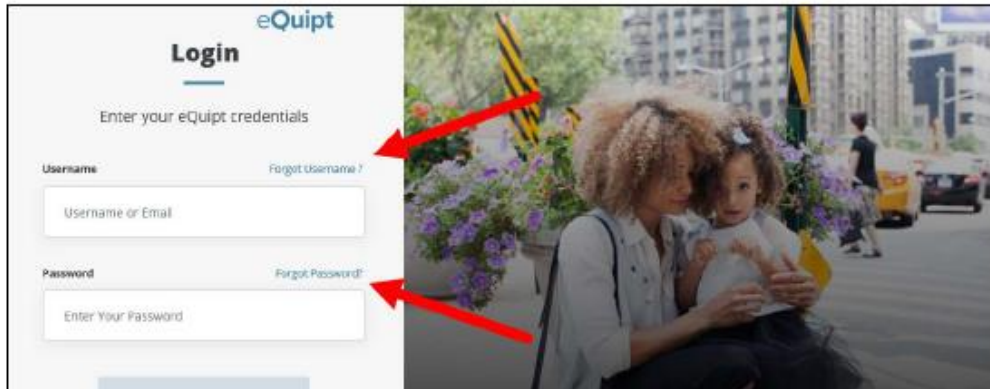 eQuipt
Login
Enter your eQuipt credentials
Username Forgot Username ?
Username or Email
Password Forgot Password?
Enter Your Password